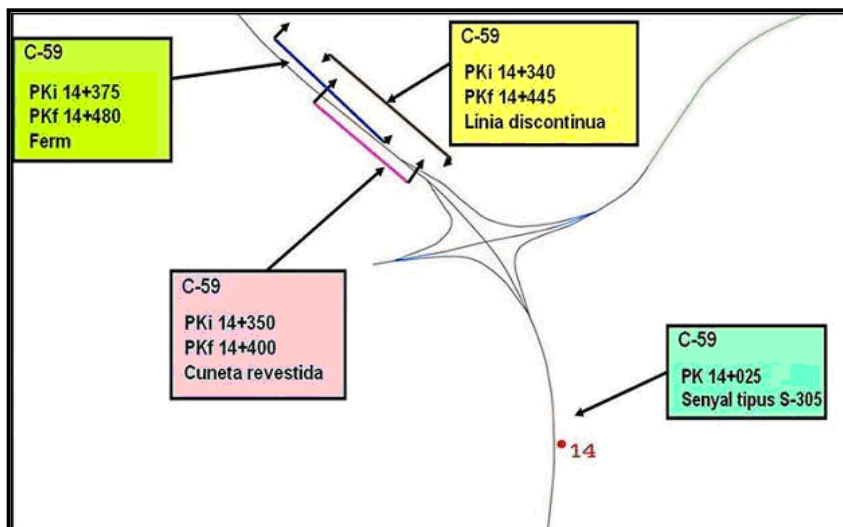 C-59
PKi 14+375
PKf 14+480
Ferm
C-59
PKi 14+340
PKf 14+445
Linia discontinua
C-59
PKi 14+350
PKf 14+400
Cuneta revestida
C-59
PK 14+025
Senyal tipus S-305
14